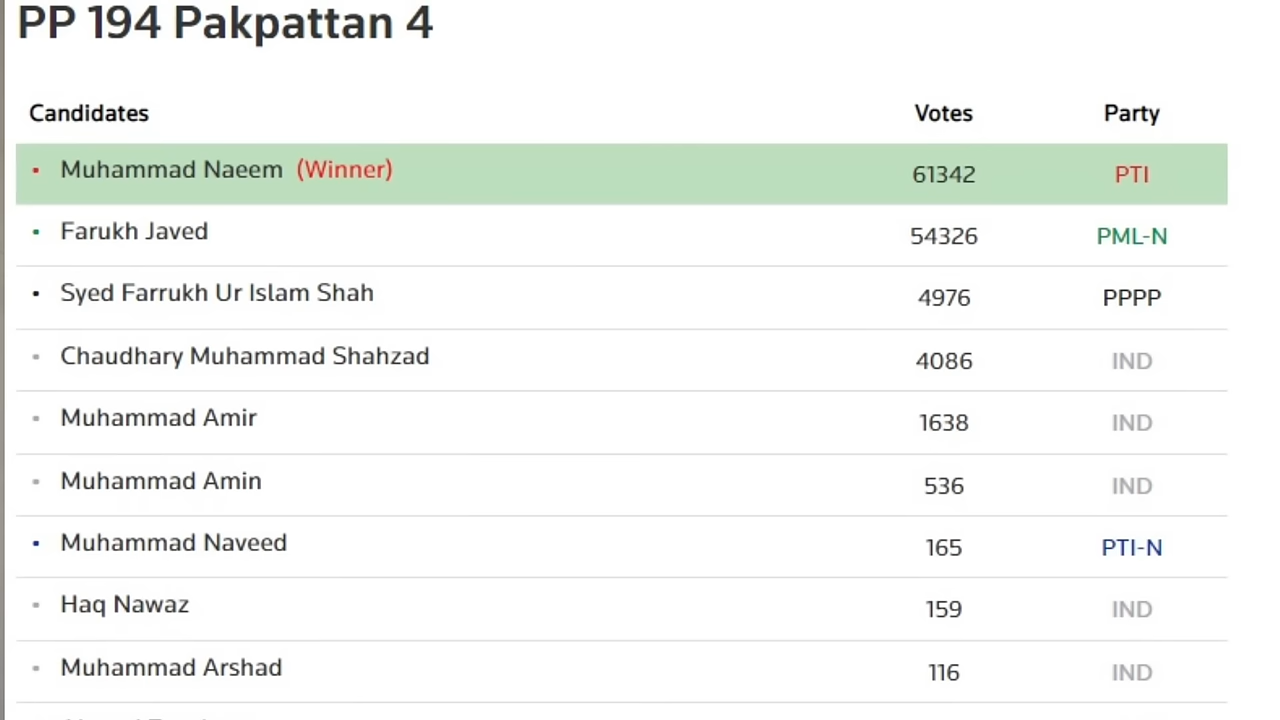 PP 194 Pakpattan 4
Candidates Votes Party
Muhammad Naeem (Winner) 61342 PTI
Farukh Javed 54326 PML-N
Syed Farrukh Ur Islam Shah 4976 PPPP
Chaudhary Muhammad Shahzad 4086 IND
Muhammad Amir 1638 IND
Muhammad Amin 536 IND
Muhammad Naveed 165 PTI-N
Haq Nawaz 159 IND
Muhammad Arshad 116 IND